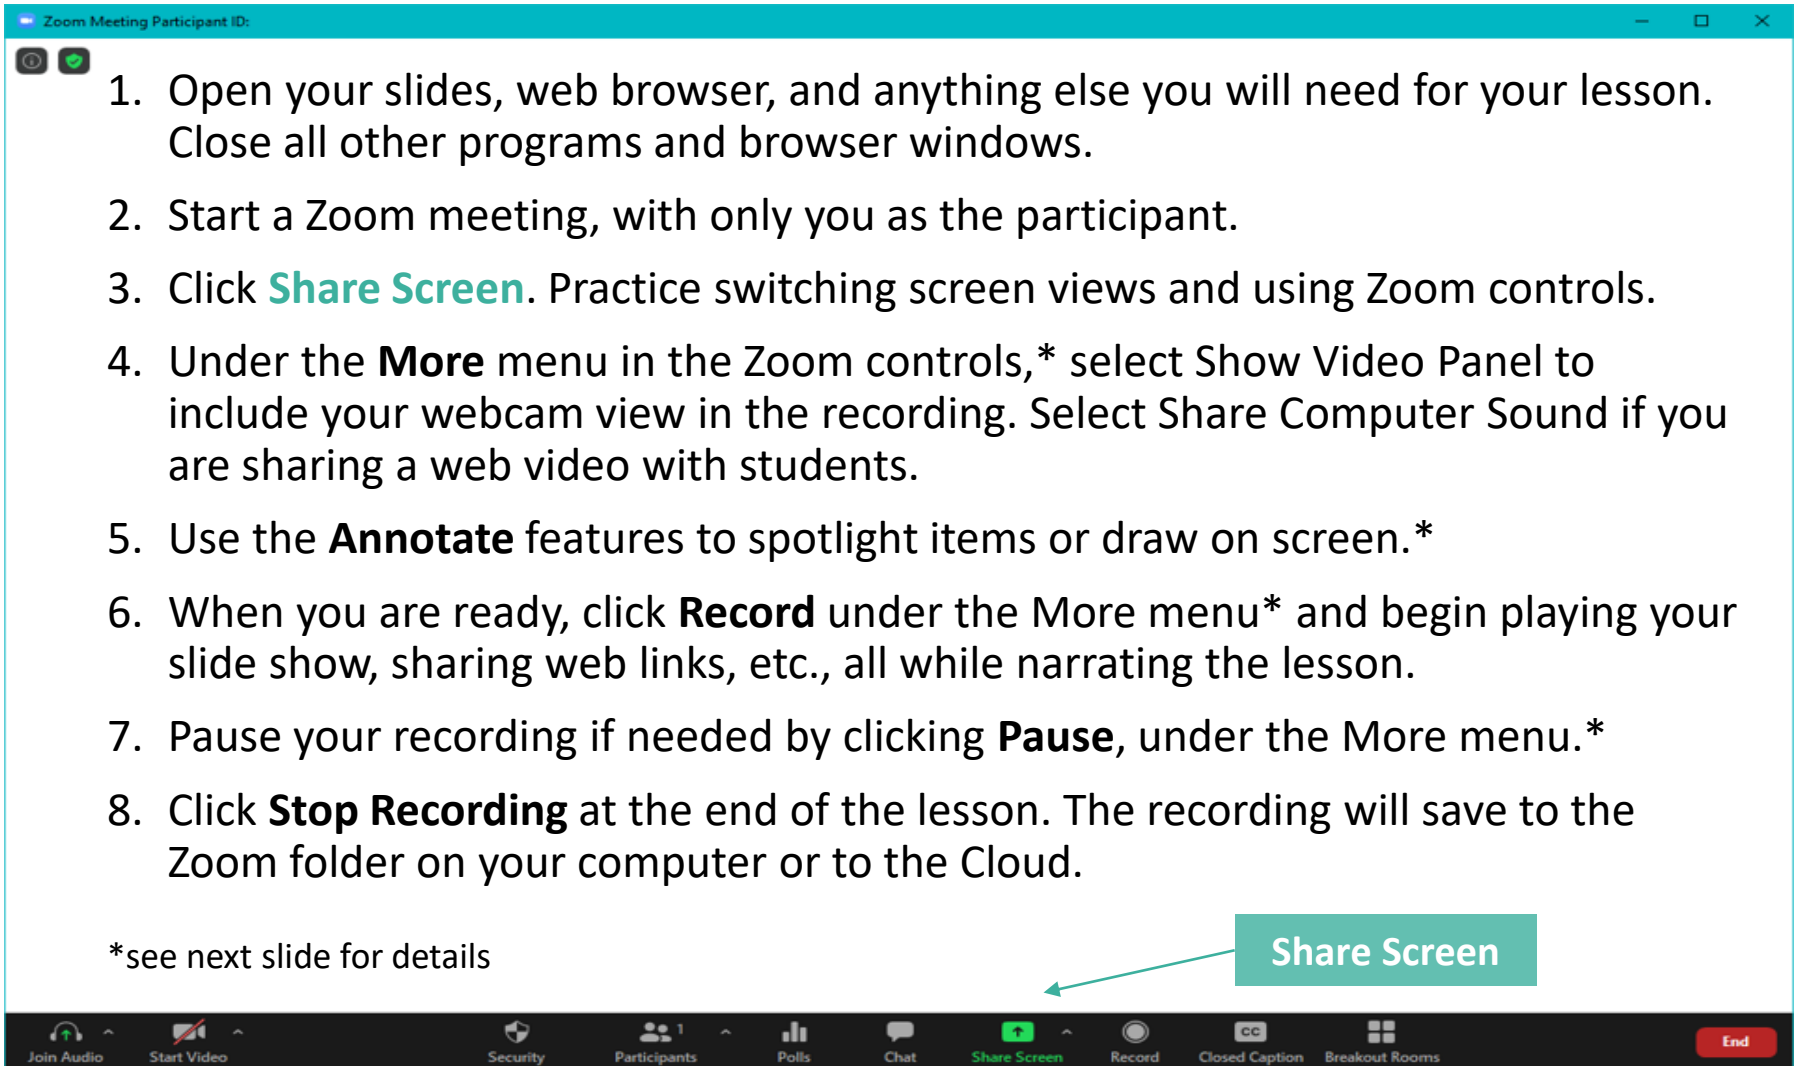 Zoom Meeting Participant ID:
1. Open your slides, web browser, and anything else you will need for your lesson.
Close all other programs and browser windows.
2. Start a Zoom meeting, with only you as the participant.
3. Click Share Screen. Practice switching screen views and using Zoom controls.
4. Under the More menu in the Zoom controls,* select Show Video Panel to
include your webcam view in the recording. Select Share Computer Sound if you
are sharing a web video with students.
5. Use the Annotate features to spotlight items or draw on screen.*
6. When you are ready, click Record under the More menu* and begin playing your
slide show, sharing web links, etc., all while narrating the lesson.
7. Pause your recording if needed by clicking Pause, under the More menu.*
8. Click Stop Recording at the end of the lesson. The recording will save to the
Zoom folder on your computer or to the Cloud.
*see next slide for details
Share Screen
1
CC
Join Audio Start Video Security Participants Polls Chat Share Screen Record Closed Caption Breakout Rooms End